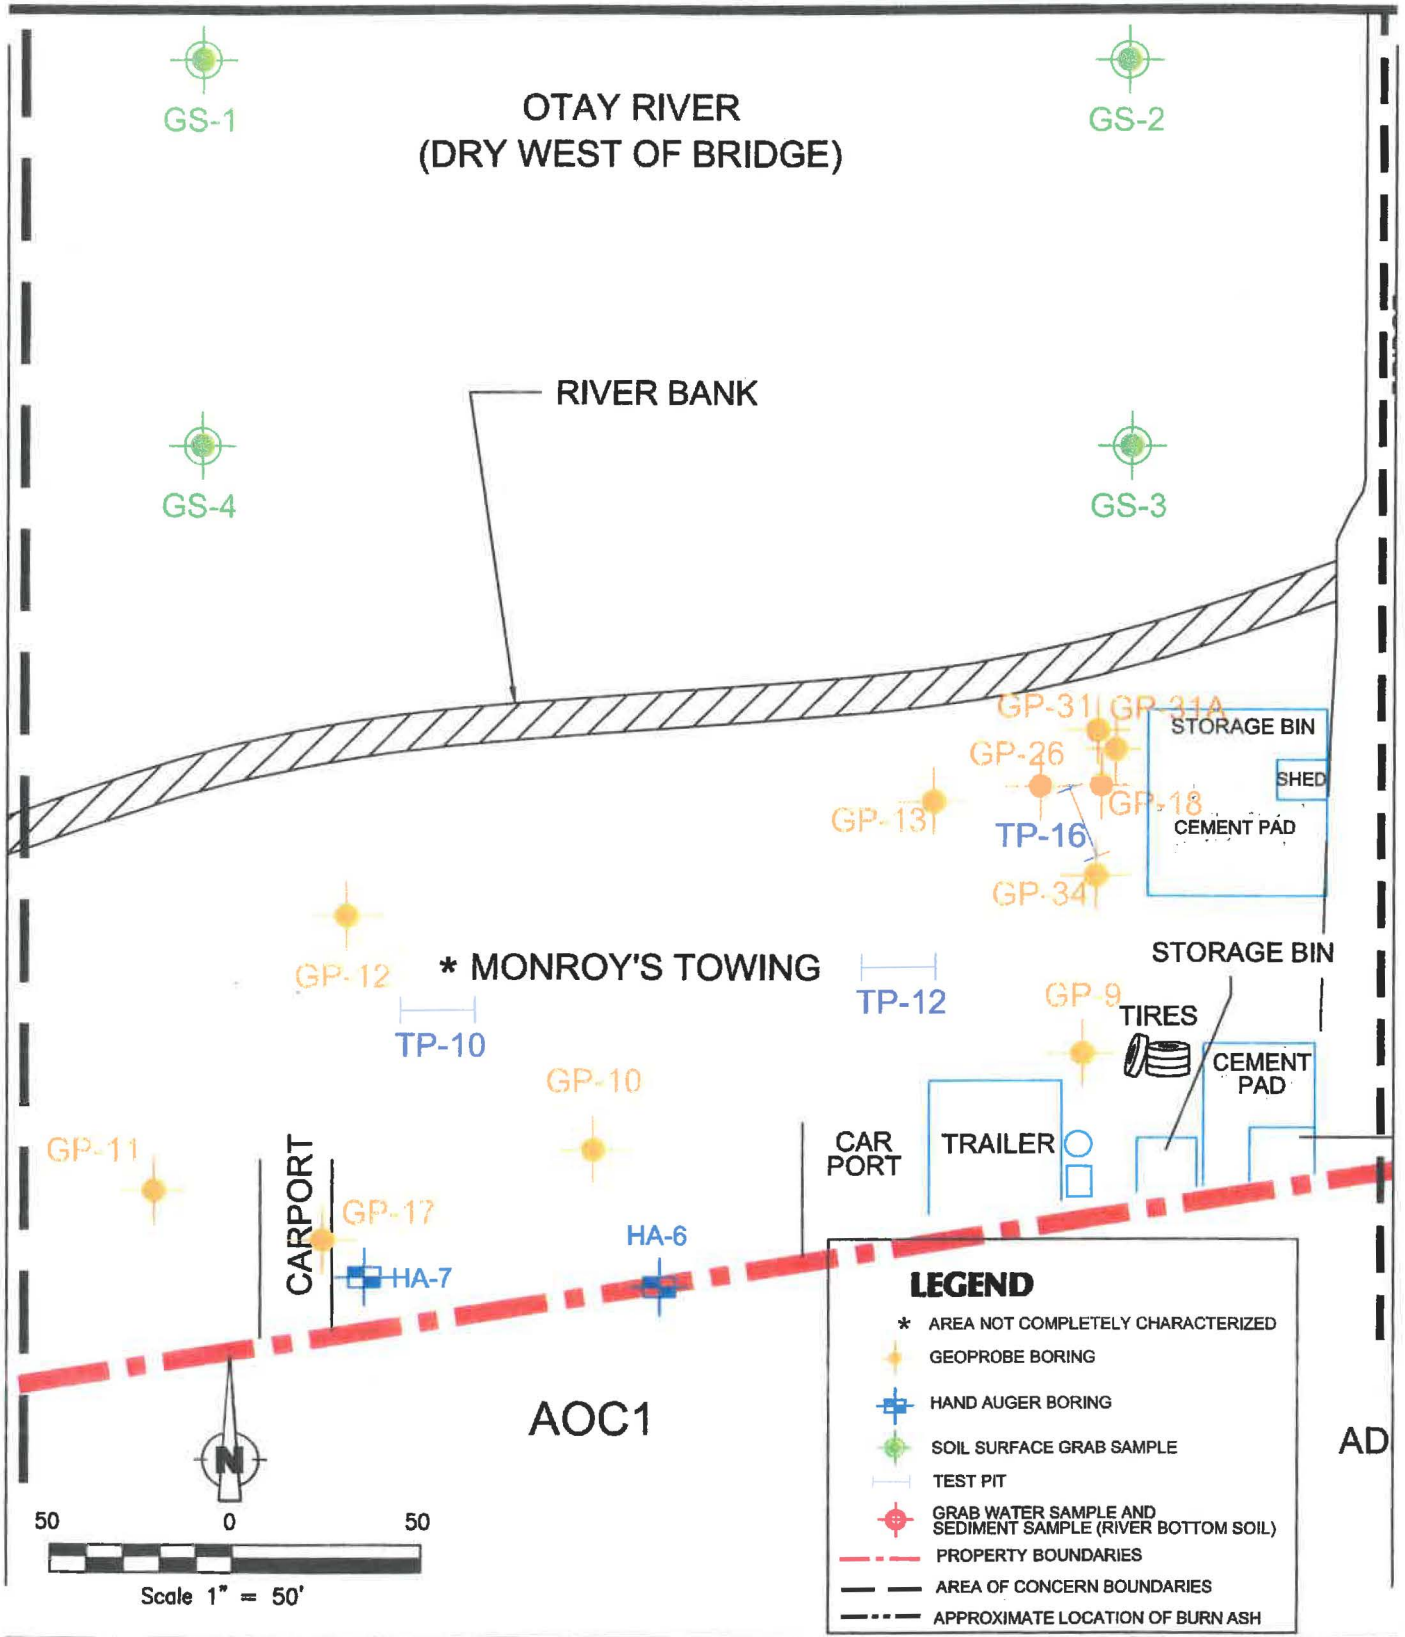 GS-1
GS-2
OTAY RIVER
(DRY WEST OF BRIDGE)
RIVER BANK
GS-4
GS-3
GP-31
GP-31A
STORAGE BIN
GP-26
SHED
GP-13
GP-18
TP-16
CEMENT PAD
GP-34
GP-12
* MONROY'S TOWING
STORAGE BIN
TP-12
GP-9
TP-10
TIRES
CEMENT
PAD
GP-10
GP-11
CARPORT
CAR
PORT
TRAILER
GP-17
HA-6
HA-7
AOC1
AD
N
50 0 50
Scale 1" = 50'
LEGEND
* AREA NOT COMPLETELY CHARACTERIZED
GEOPROBE BORING
HAND AUGER BORING
SOIL SURFACE GRAB SAMPLE
TEST PIT
GRAB WATER SAMPLE AND
SEDIMENT SAMPLE (RIVER BOTTOM SOIL)
PROPERTY BOUNDARIES
AREA OF CONCERN BOUNDARIES
APPROXIMATE LOCATION OF BURN ASH